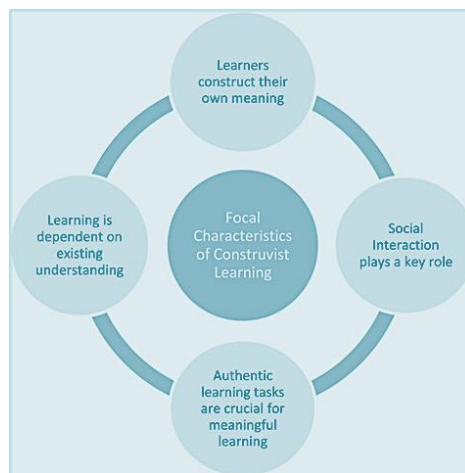 Learners
construct their
own meaning
Learning is
dependent on
existing
understanding
Focal
Characteristics
of Construvist
Learning
Social
Interaction
plays a key role
Authentic
learning tasks
are crucial for
meaningful
learning